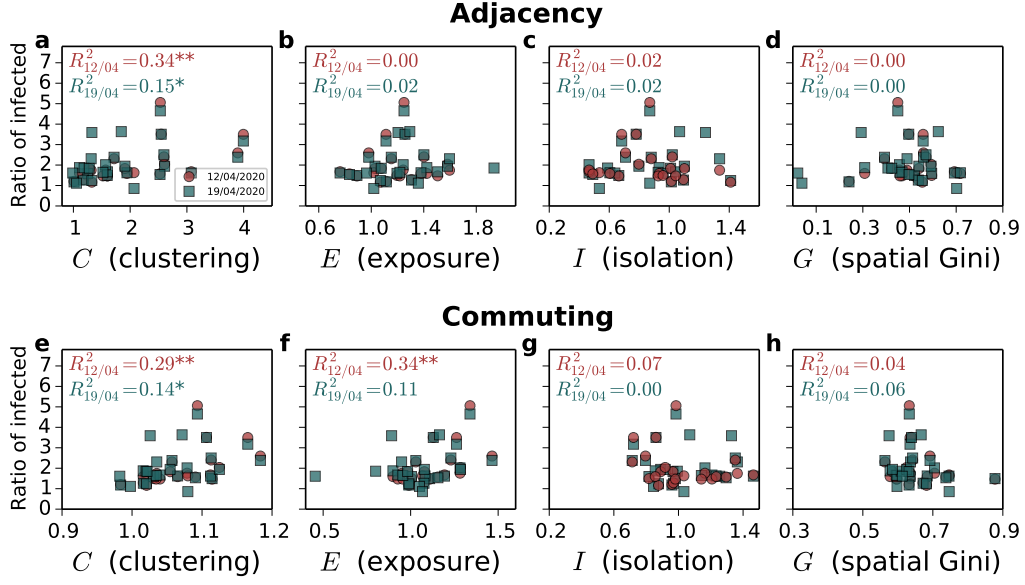 Adjacency
a
b
c
d
Ratio of infected
7
6
5
4
3
2
1
0
R²12/04=0.34**
R²19/04=0.15*
12/04/2020
19/04/2020
R²12/04=0.00
R²19/04=0.02
R²12/04=0.02
R²19/04=0.02
R²12/04=0.00
R²19/04=0.00
1 2 3 4
0.6 1.0 1.4 1.8
0.2 0.6 1.0 1.4
0.1 0.3 0.5 0.7 0.9
C (clustering)
E (exposure)
I (isolation)
G (spatial Gini)
Commuting
e
f
g
h
Ratio of infected
7
6
5
4
3
2
1
0
R²12/04=0.29**
R²19/04=0.14*
R²12/04=0.34**
R²19/04=0.11
R²12/04=0.07
R²19/04=0.00
R²12/04=0.04
R²19/04=0.06
0.9 1.0 1.1 1.2
0.5 1.0 1.5
0.2 0.6 1.0 1.4
0.3 0.5 0.7 0.9
C (clustering)
E (exposure)
I (isolation)
G (spatial Gini)